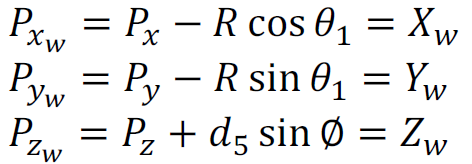 P_{x_w} = P_x − R cos θ_1 = X_w
P_{y_w} = P_y − R sin θ_1 = Y_w
P_{z_w} = P_z + d_5 sin Ø = Z_w